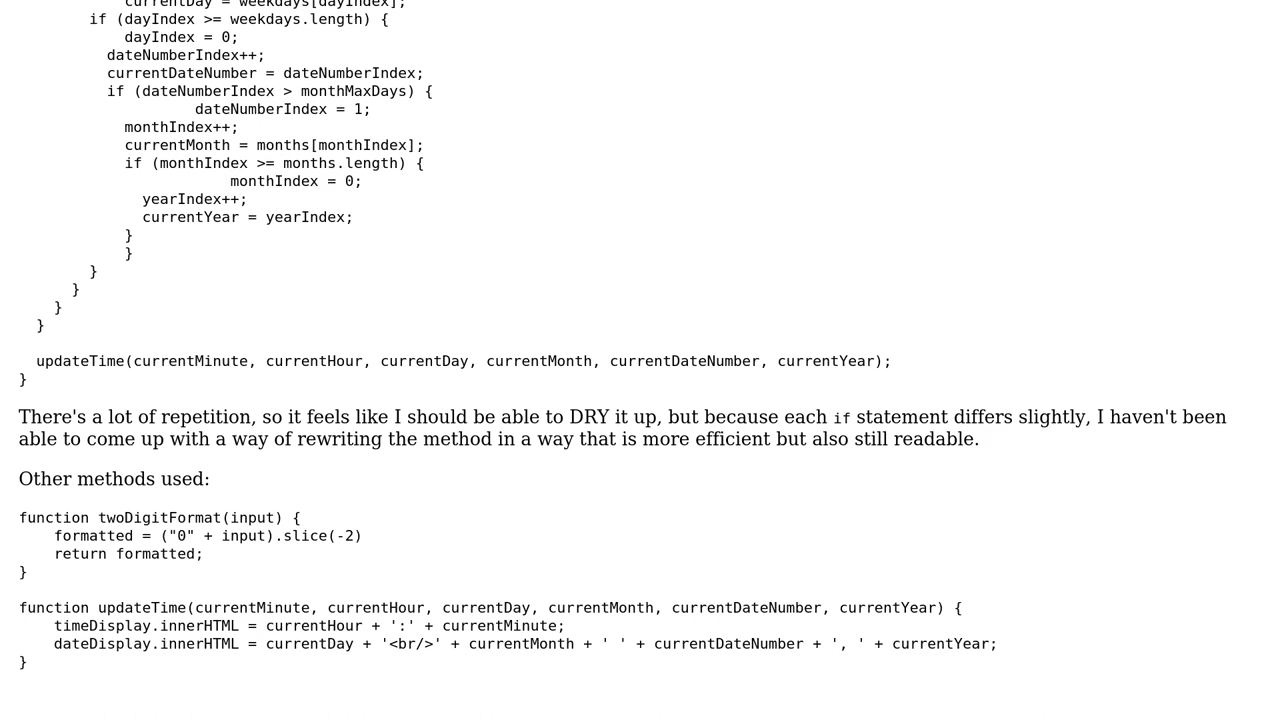 currentDay = weekdays[dayIndex];
if (dayIndex >= weekdays.length) {
dayIndex = 0;
dateNumberIndex++;
currentDateNumber = dateNumberIndex;
if (dateNumberIndex > monthMaxDays) {
dateNumberIndex = 1;
monthIndex++;
currentMonth = months[monthIndex];
if (monthIndex >= months.length) {
monthIndex = 0;
yearIndex++;
currentYear = yearIndex;
}
}
}
}
}
}
updateTime(currentMinute, currentHour, currentDay, currentMonth, currentDateNumber, currentYear);
}
There's a lot of repetition, so it feels like I should be able to DRY it up, but because each if statement differs slightly, I haven't been
able to come up with a way of rewriting the method in a way that is more efficient but also still readable.
Other methods used:
function twoDigitFormat(input) {
formatted = ("0" + input).slice(-2)
return formatted;
}
function updateTime(currentMinute, currentHour, currentDay, currentMonth, currentDateNumber, currentYear) {
timeDisplay.innerHTML = currentHour + ':' + currentMinute;
dateDisplay.innerHTML = currentDay + '<br/>' + currentMonth + ' ' + currentDateNumber + ', ' + currentYear;
}